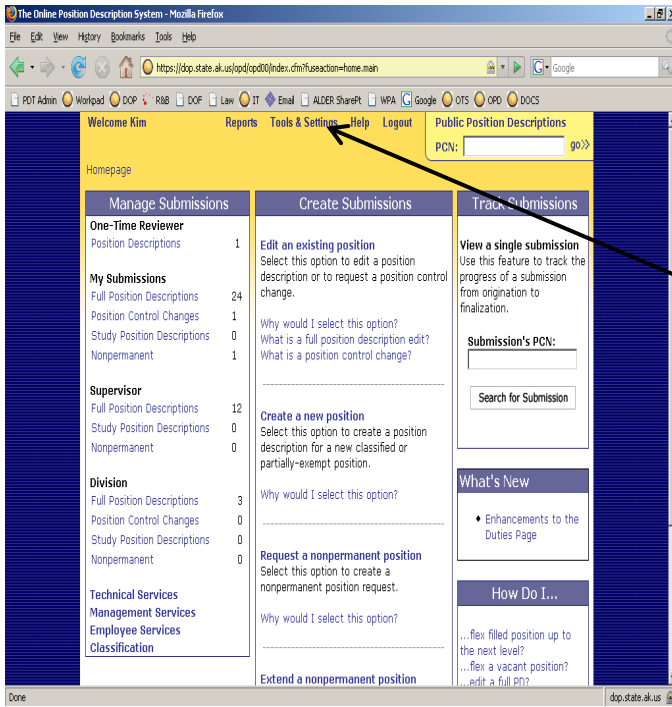 The Online Position Description System - Mozilla Firefox
File Edit View History Bookmarks Tools Help
https://dop.state.ak.us/opd/opd00/index.cfm?fuseaction=home.main
Google
PDT Admin Workpad DOP R&B DOF Law IT Email ALDER SharePt WPA Google OTS OPD DOCS
Welcome Kim Reports Tools & Settings Help Logout
Public Position Descriptions
PCN: go>>
Homepage
Manage Submissions
One-Time Reviewer
Position Descriptions 1
My Submissions
Full Position Descriptions 24
Position Control Changes 1
Study Position Descriptions 0
Nonpermanent 1
Supervisor
Full Position Descriptions 12
Study Position Descriptions 0
Nonpermanent 0
Division
Full Position Descriptions 3
Position Control Changes 0
Study Position Descriptions 0
Nonpermanent 0
Technical Services
Management Services
Employee Services
Classification
Create Submissions
Edit an existing position
Select this option to edit a position
description or to request a position control
change.
Why would I select this option?
What is a full position description edit?
What is a position control change?
Create a new position
Select this option to create a position
description for a new classified or
partially-exempt position.
Why would I select this option?
Request a nonpermanent position
Select this option to create a
nonpermanent position request.
Why would I select this option?
Extend a nonpermanent position
Track Submissions
View a single submission
Use this feature to track the
progress of a submission
from origination to
finalization.
Submission's PCN:
Search for Submission
What's New
♦ Enhancements to the
Duties Page
How Do I...
...flex filled position up to
the next level?
...flex a vacant position?
...edit a full PD?
Done
dop.state.ak.us